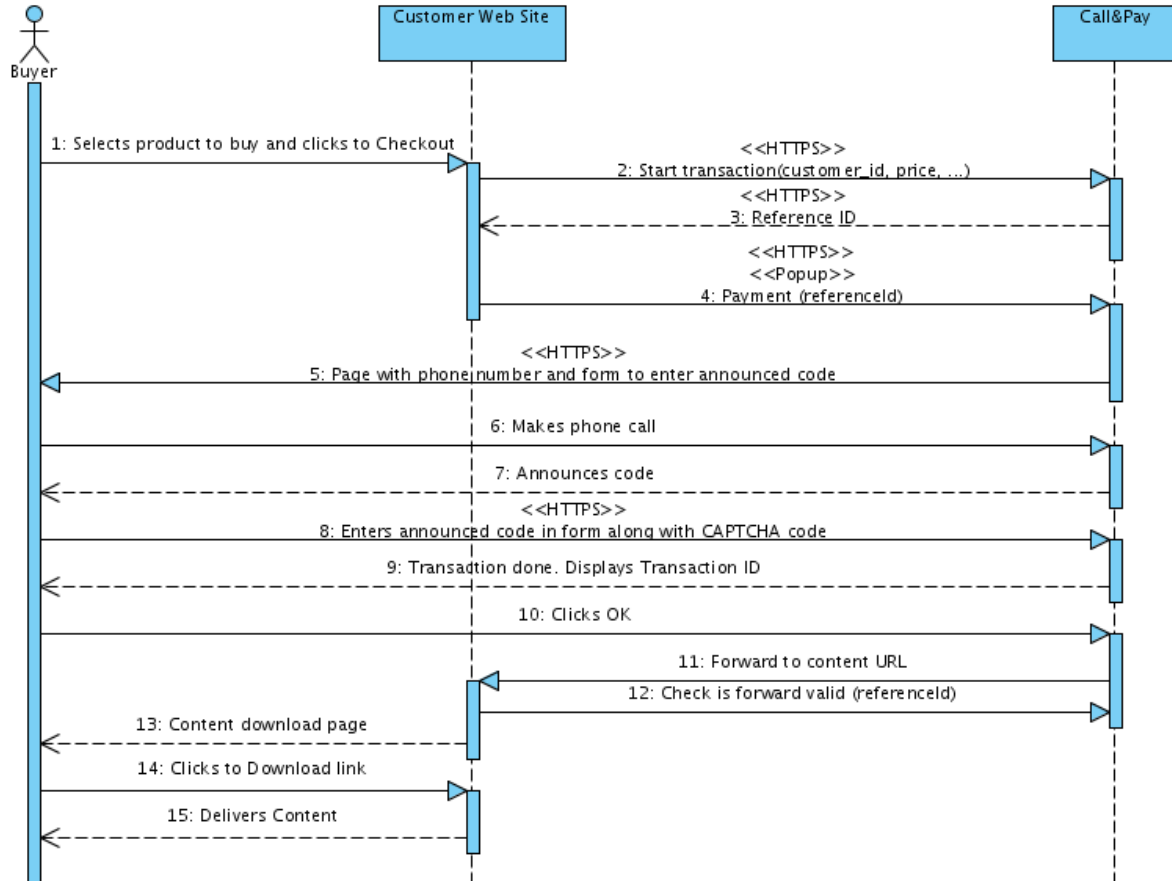 Customer Web Site
Call&Pay
Buyer
1: Selects product to buy and clicks to Checkout
<<HTTPS>>
2: Start transaction(customer_id, price, ...)
<<HTTPS>>
3: Reference ID
<<HTTPS>>
<<Popup>>
4: Payment (referenceId)
<<HTTPS>>
5: Page with phone number and form to enter announced code
6: Makes phone call
7: Announces code
<<HTTPS>>
8: Enters announced code in form along with CAPTCHA code
9: Transaction done. Displays Transaction ID
10: Clicks OK
11: Forward to content URL
12: Check is forward valid (referenceId)
13: Content download page
14: Clicks to Download link
15: Delivers Content